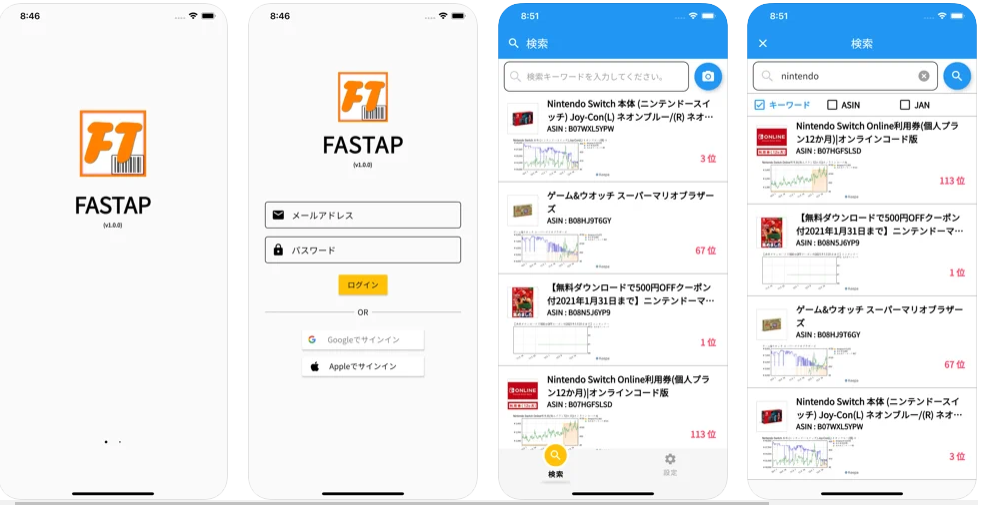 8:46
FT
FASTAP
(v1.0.0)
8:46
FT
FASTAP
(v1.0.0)
メールアドレス
パスワード
ログイン
OR
Googleでサインイン
Appleでサインイン
8:51
検索
検索キーワードを入力してください。
Nintendo Switch 本体 (ニンテンドースイ
ッチ) Joy-Con(L) ネオンブルー/(R) ネオ…
ASIN : B07WXL5YPW
3 位
ゲーム&ウオッチ スーパーマリオブラザー
ズ
ASIN : B08HJ9T6GY
67 位
【無料ダウンロードで500円OFFクーポン
付2021年1月31日まで】ニンテンドーマ…
ASIN : B08N5J6YP9
1 位
ONLINE
Nintendo Switch Online利用券(個人プラ
ン12か月)|オンラインコード版
ASIN : B07HGFSLSD
113 位
検索
設定
8:51
検索
nintendo
キーワード
ASIN
JAN
ONLINE
Nintendo Switch Online利用券(個人プラ
ン12か月)|オンラインコード版
ASIN : B07HGFSLSD
113 位
【無料ダウンロードで500円OFFクーポン
付2021年1月31日まで】ニンテンドーマ…
ASIN : B08N5J6YP9
1 位
ゲーム&ウオッチ スーパーマリオブラザー
ズ
ASIN : B08HJ9T6GY
67 位
Nintendo Switch 本体 (ニンテンドースイ
ッチ) Joy-Con(L) ネオンブルー/(R) ネオ…
ASIN : B07WXL5YPW
3 位